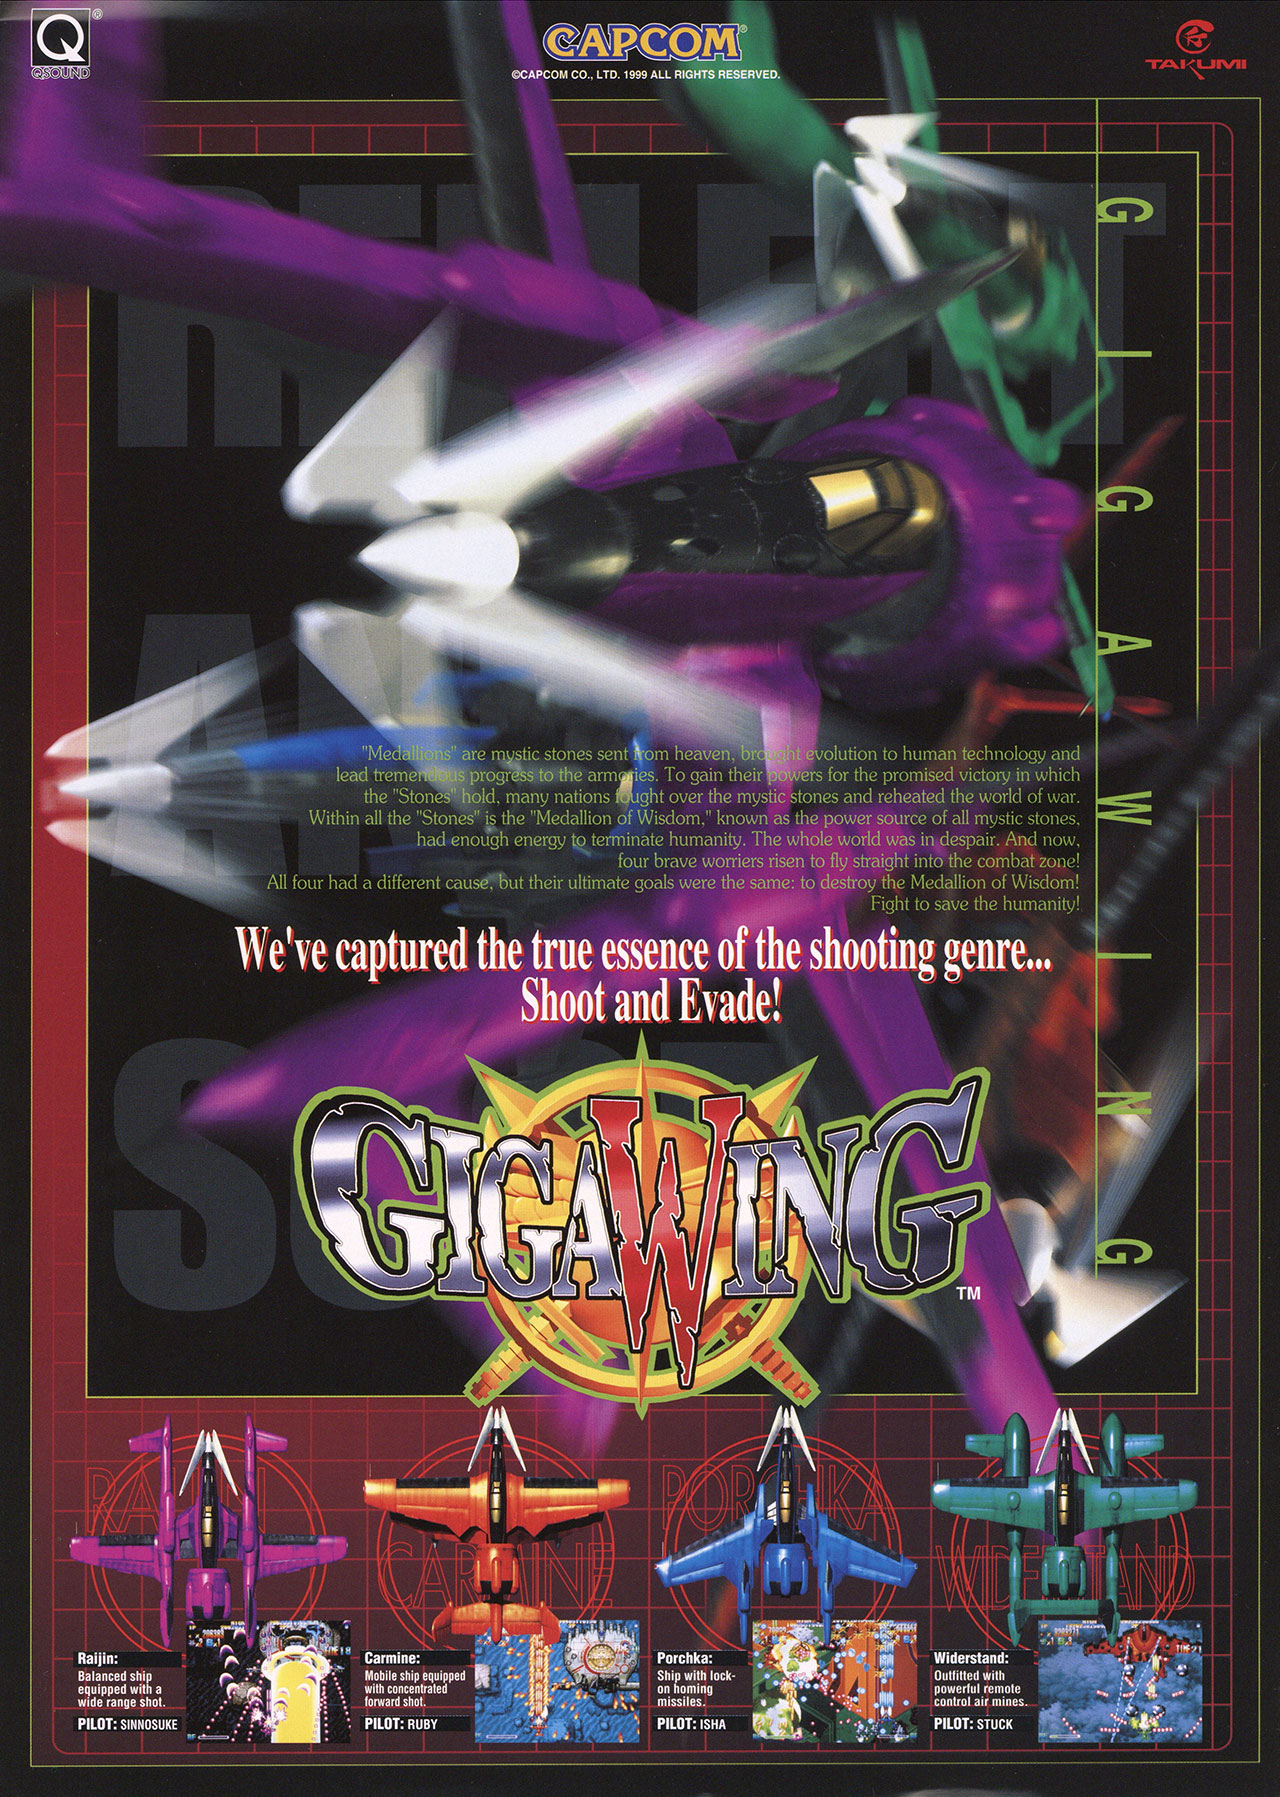 Q®
QSOUND
CAPCOM®
©CAPCOM CO., LTD. 1999 ALL RIGHTS RESERVED.
TAKUMI
GIGAWING
"Medallions" are mystic stones sent from heaven, brought evolution to human technology and
lead tremendous progress to the armories. To gain their powers for the promised victory in which
the "Stones" hold, many nations fought over the mystic stones and reheated the world of war.
Within all the "Stones" is the "Medallion of Wisdom," known as the power source of all mystic stones,
had enough energy to terminate humanity. The whole world was in despair. And now,
four brave worriers risen to fly straight into the combat zone!
All four had a different cause, but their ultimate goals were the same: to destroy the Medallion of Wisdom!
Fight to save the humanity!
We've captured the true essence of the shooting genre...
Shoot and Evade!
GIGAWING™
CARMINE
PORCHKA
Raijin:
Balanced ship
equipped with a
wide range shot.
PILOT: SINNOSUKE
Carmine:
Mobile ship equipped
with concentrated
forward shot.
PILOT: RUBY
Porchka:
Ship with lock-
on homing
missiles.
PILOT: ISHA
Widerstand:
Outfitted with
powerful remote
control air mines.
PILOT: STUCK